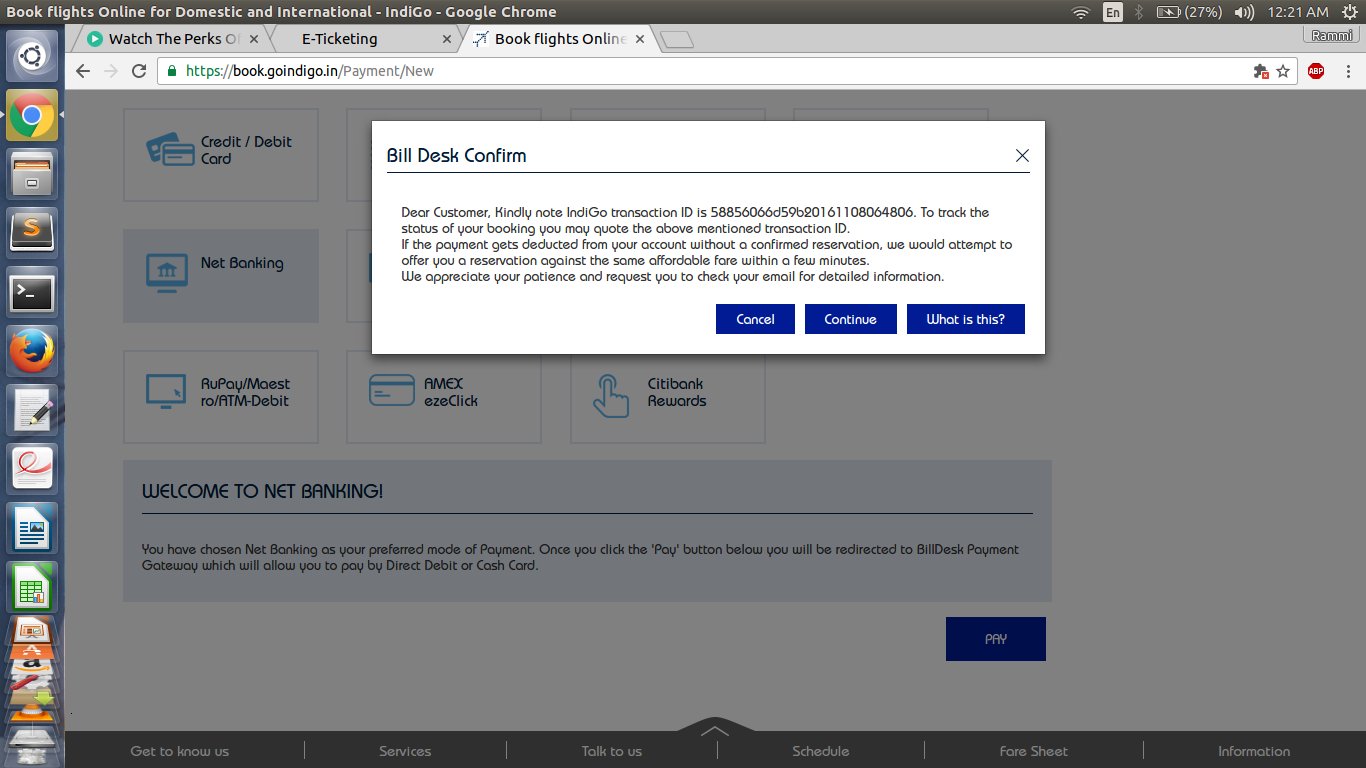 Book flights Online for Domestic and International - IndiGo - Google Chrome
En
(27%)
12:21 AM
Watch The Perks O
E-Ticketing
Book flights Online
Rammi
https://book.goindigo.in/Payment/New
ABP
Credit / Debit
Card
Bill Desk Confirm
Dear Customer, Kindly note IndiGo transaction ID is 58856066d59b20161108064806. To track the
status of your booking you may quote the above mentioned transaction ID.
If the payment gets deducted from your account without a confirmed reservation, we would attempt to
offer you a reservation against the same affordable fare within a few minutes.
We appreciate your patience and request you to check your email for detailed information.
Cancel
Continue
What is this?
Net Banking
RuPay/Maest
ro/ATM-Debit
AMEX
ezeClick
Citibank
Rewards
WELCOME TO NET BANKING!
You have chosen Net Banking as your preferred mode of Payment. Once you click the 'Pay' button below you will be redirected to BillDesk Payment
Gateway which will allow you to pay by Direct Debit or Cash Card.
PAY
Get to know us
Services
Talk to us
Schedule
Fare Sheet
Information